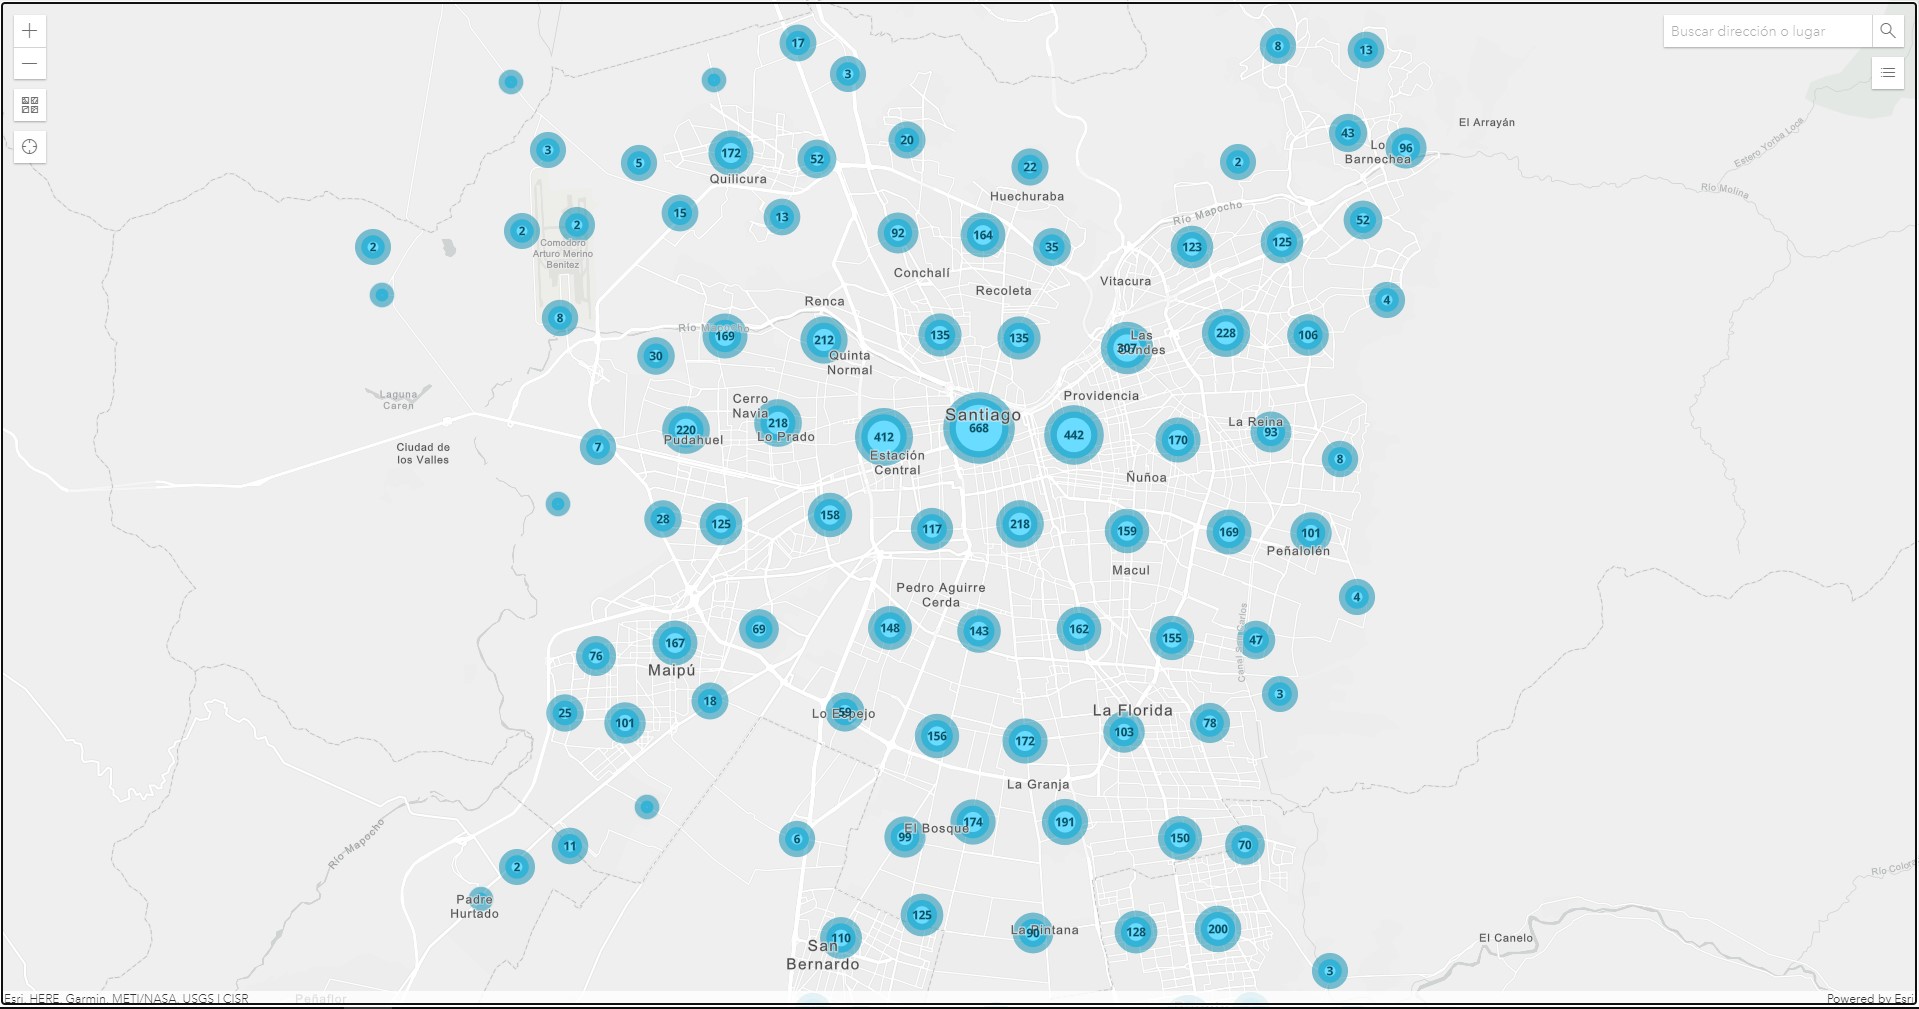 Buscar dirección o lugar
17
8
13
3
El Arrayán
20
43
Lo
Barnechea
96
3
5
172
Quilicura
52
22
Huechuraba
2
Estero Yorba Loca
Río Molina
15
13
Río Mapocho
52
2
2
2
Comodoro
Arturo Merino
Benitez
92
164
35
123
125
Conchalí
Recoleta
Vitacura
Renca
4
8
Río Mapocho
169
212
135
135
307
Las
Condes
228
106
30
Quinta
Normal
Laguna
Caren
Cerro
Navia
Providencia
Santiago
220
Pudahuel
218
Lo Prado
412
668
442
170
La Reina
93
Ciudad de
los Valles
7
Estación
Central
8
Ñuñoa
28
125
158
117
218
159
169
101
Peñalolén
Macul
Pedro Aguirre
Cerda
4
76
167
Maipú
69
148
143
162
155
Canal San Carlos
47
3
25
101
18
59
Lo Espejo
La Florida
103
78
156
172
La Granja
6
99
El Bosque
174
191
150
70
Río Mapocho
11
2
Padre
Hurtado
Río Colora
125
110
San
Bernardo
La Pintana
90
128
200
El Canelo
3
Peñaflor
Esri, HERE, Garmin, METI/NASA, USGS | CISR
Powered by Esri